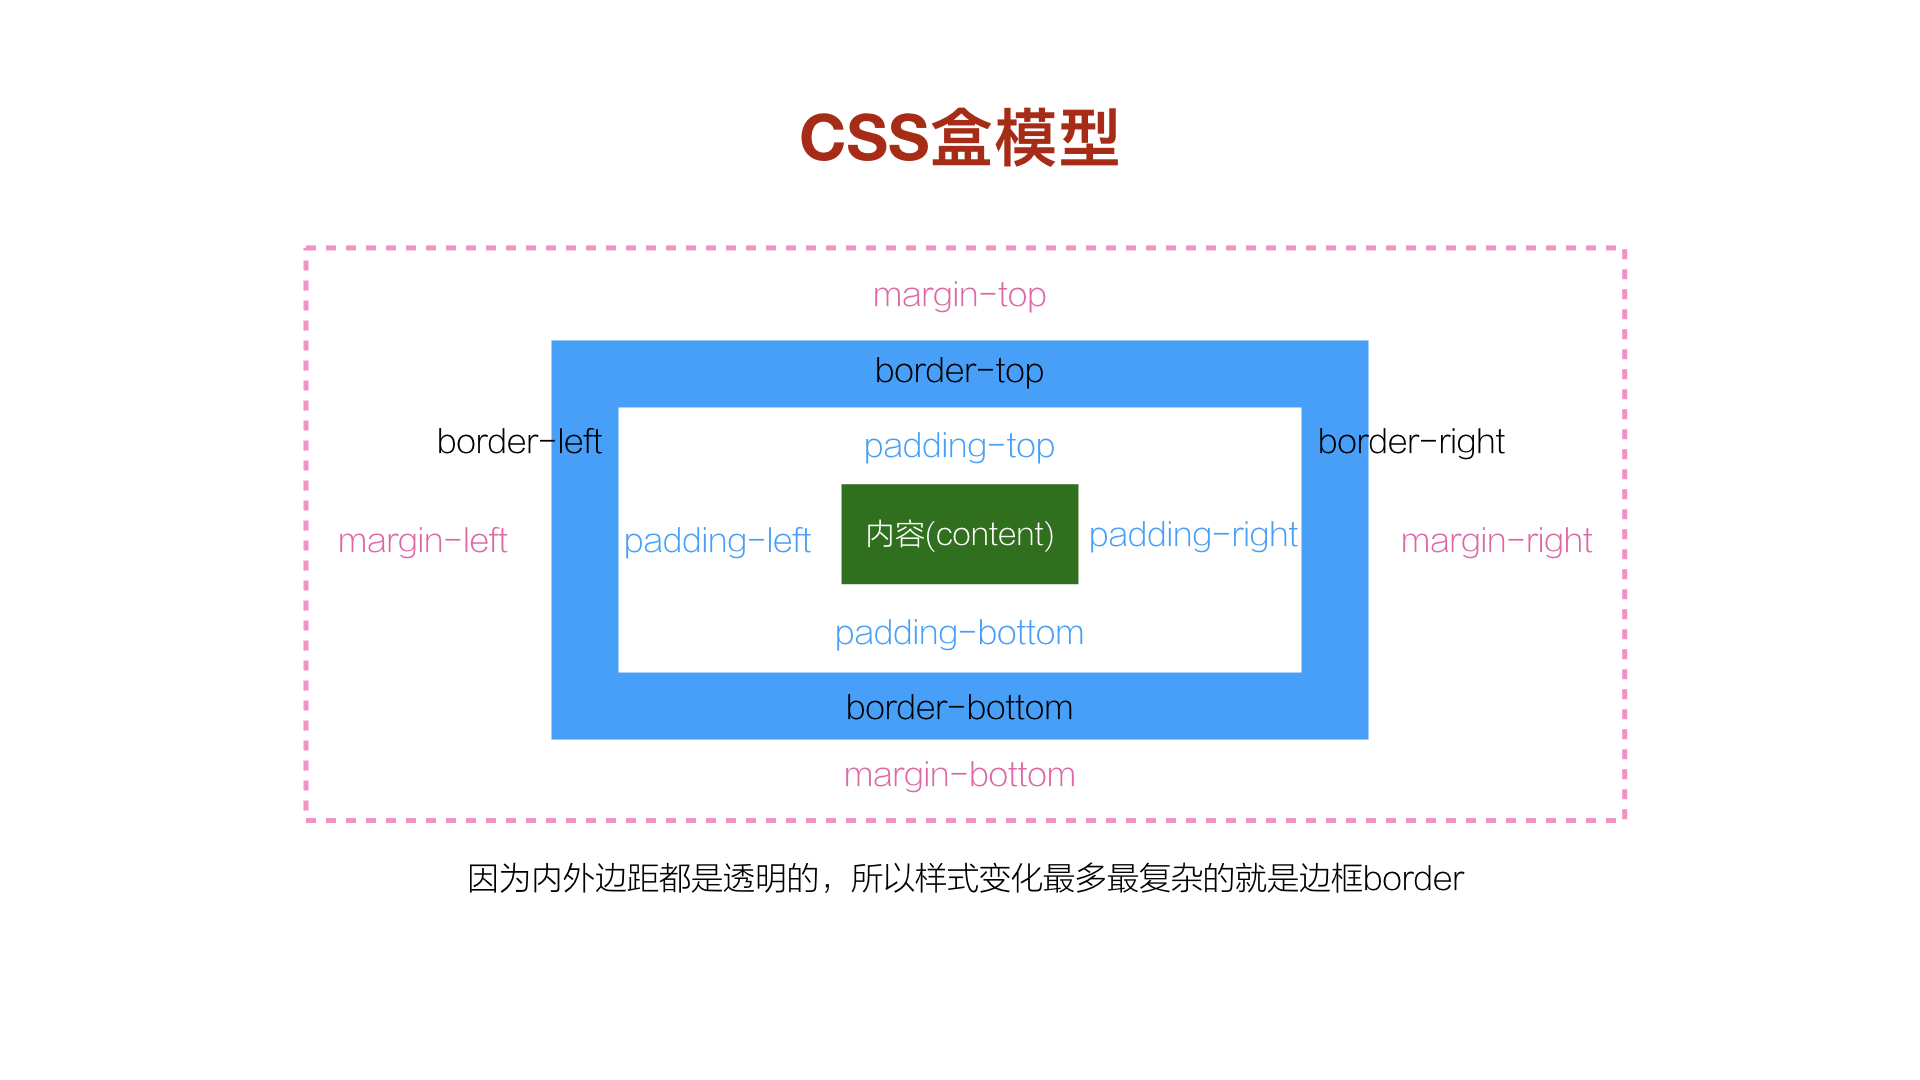 CSS盒模型
margin-top
border-top
border-left
padding-top
border-right
margin-left
padding-left
内容(content)
padding-right
margin-right
padding-bottom
border-bottom
margin-bottom
因为内外边距都是透明的，所以样式变化最多最复杂的就是边框border